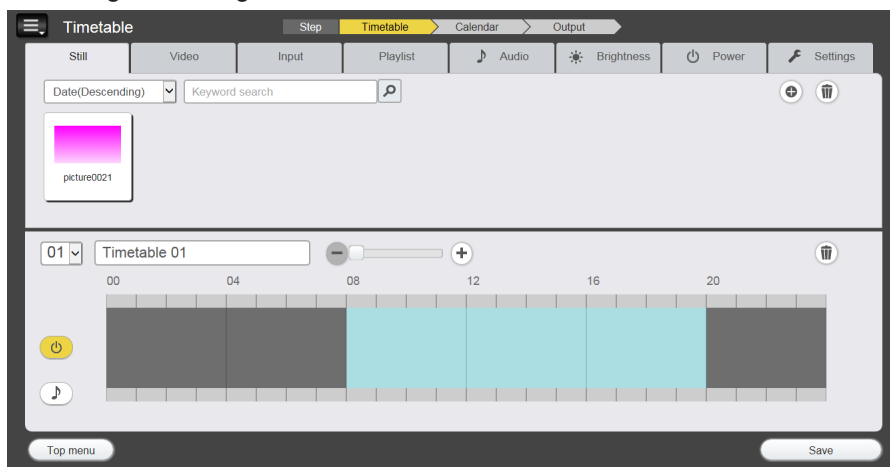 Timetable
Step Timetable Calendar Output
Still Video Input Playlist Audio Brightness Power Settings
Date(Descending) Keyword search
picture0021
01 Timetable 01
00 04 08 12 16 20
Top menu Save